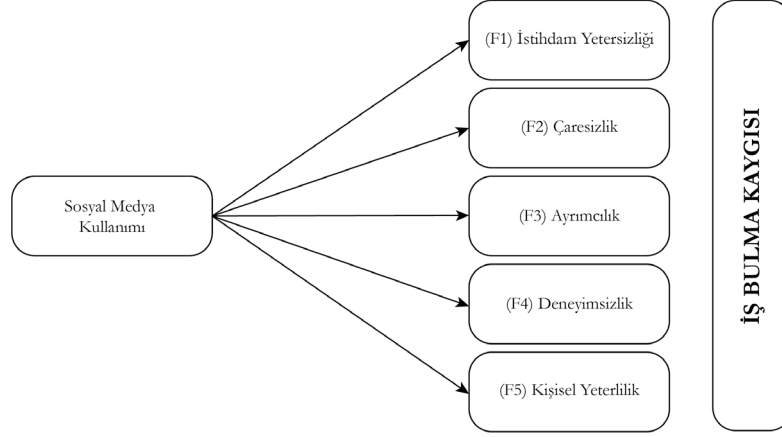 (F1) İstihdam Yetersizliği
(F2) Çaresizlik
Sosyal Medya
Kullanımı
(F3) Ayrımcılık
(F4) Deneyimsizlik
(F5) Kişisel Yeterlilik
İŞ BULMA KAYGISI